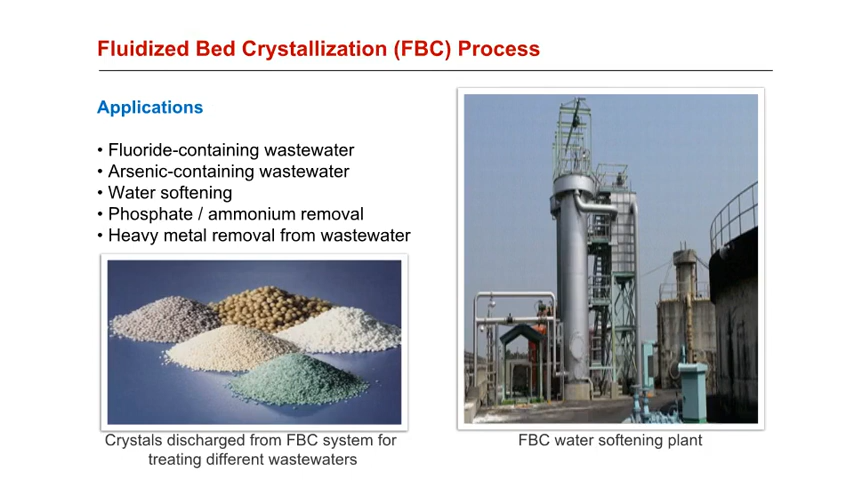 Fluidized Bed Crystallization (FBC) Process
Applications
• Fluoride-containing wastewater
• Arsenic-containing wastewater
• Water softening
• Phosphate / ammonium removal
• Heavy metal removal from wastewater
Crystals discharged from FBC system for
treating different wastewaters
FBC water softening plant